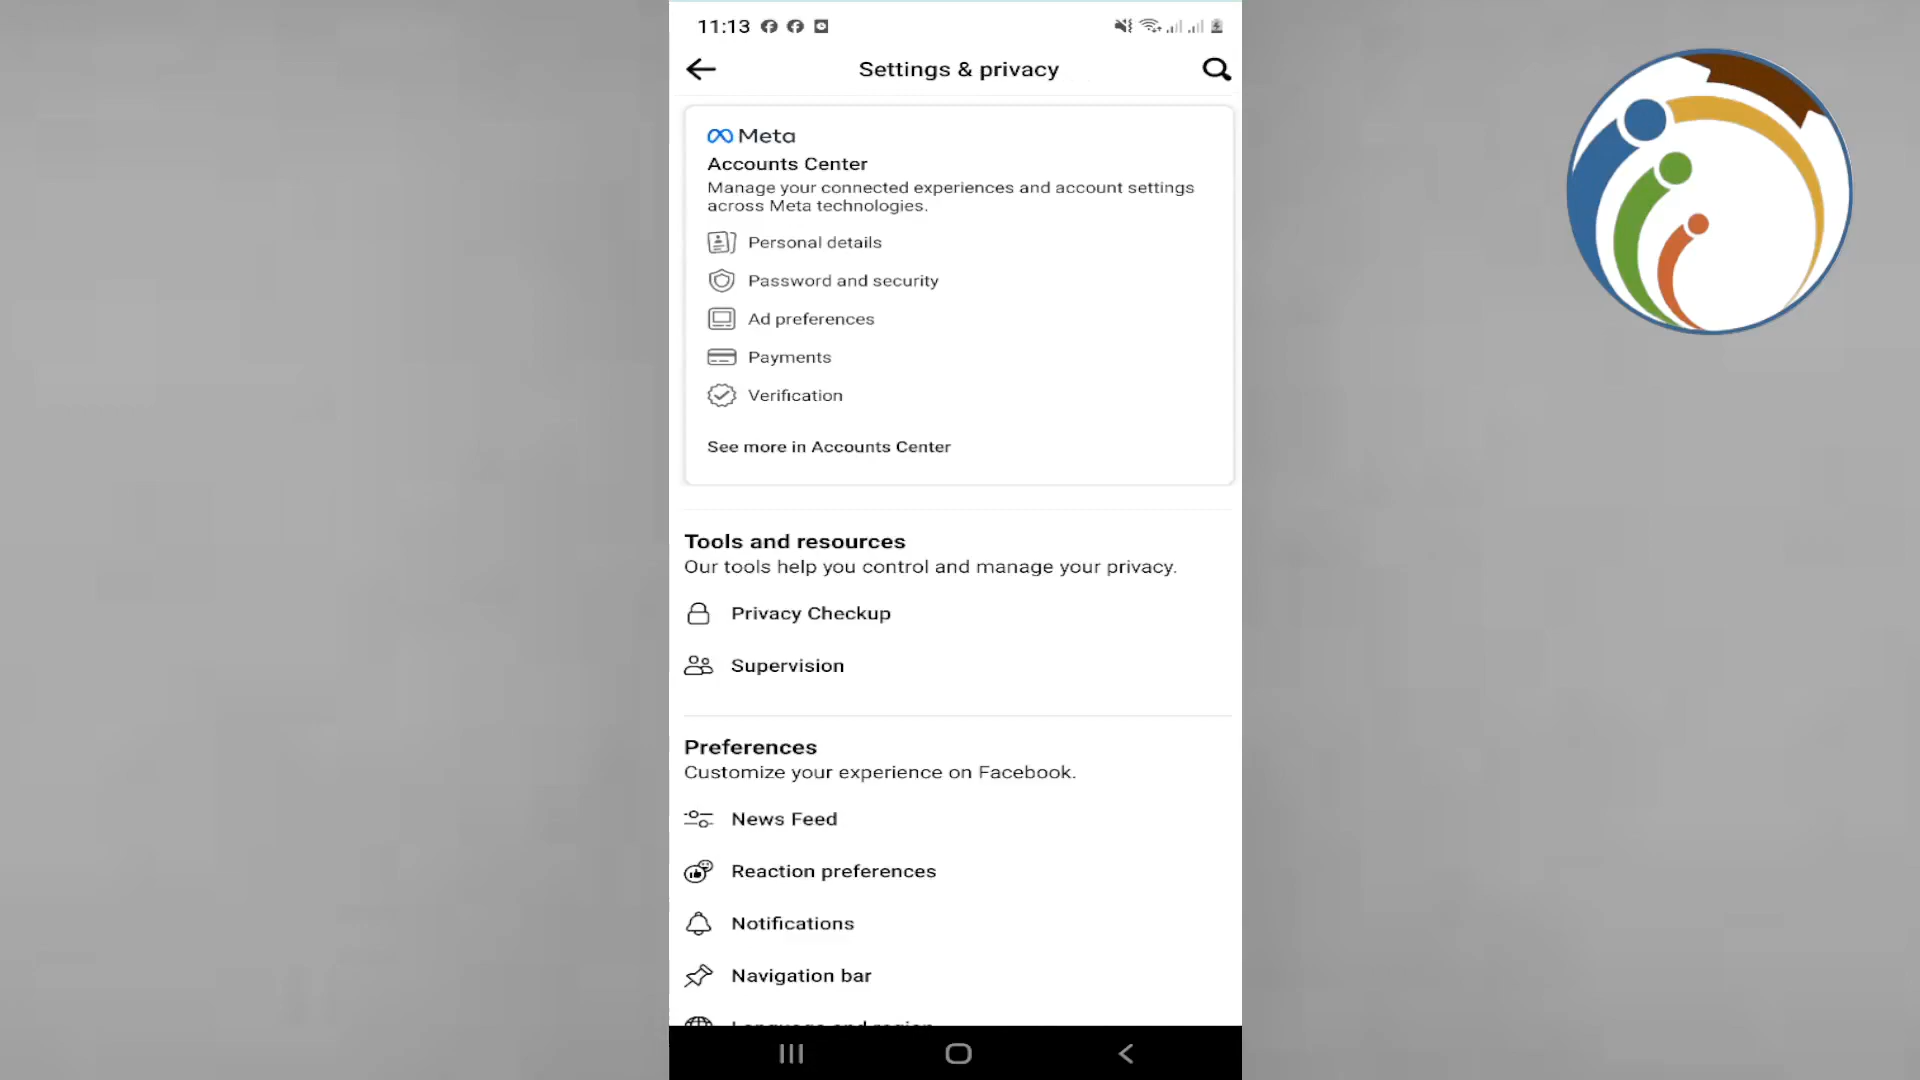 11:13
Settings & privacy
Meta
Accounts Center
Manage your connected experiences and account settings
across Meta technologies.
Personal details
Password and security
Ad preferences
Payments
Verification
See more in Accounts Center
Tools and resources
Our tools help you control and manage your privacy.
Privacy Checkup
Supervision
Preferences
Customize your experience on Facebook.
News Feed
Reaction preferences
Notifications
Navigation bar
Language and region